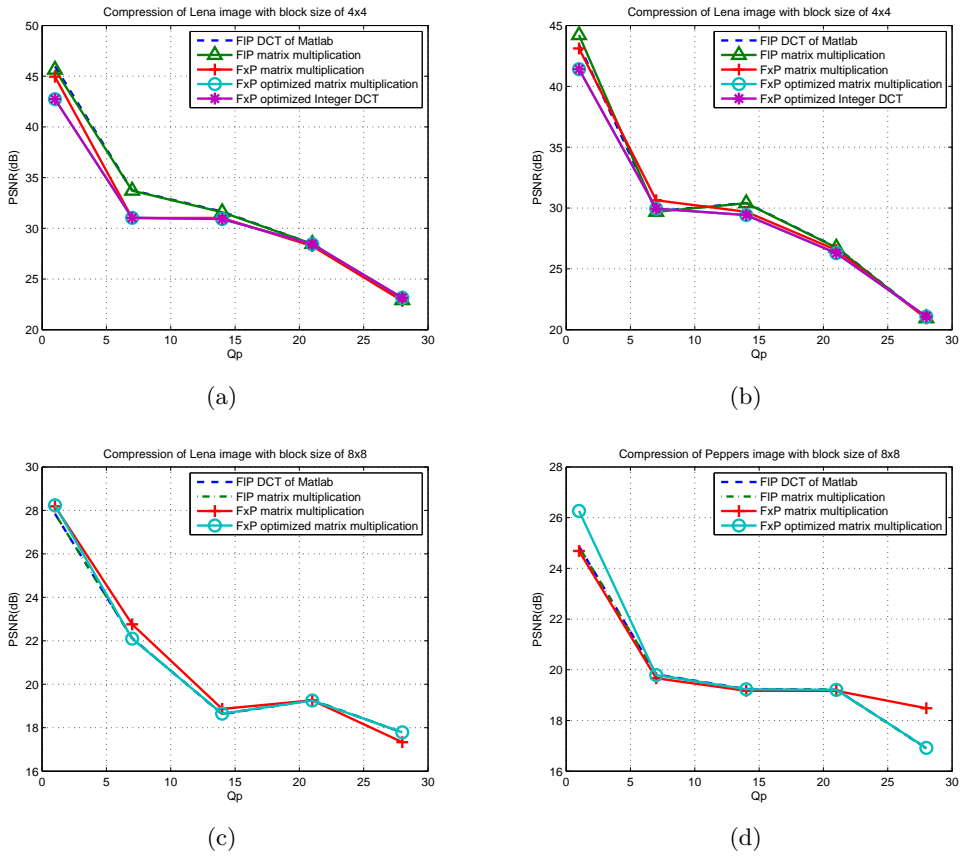 Compression of Lena image with block size of 4x4
PSNR(dB)
50
45
40
35
30
25
20
FlP DCT of Matlab
FlP matrix multiplication
FxP matrix multiplication
FxP optimized matrix multiplication
FxP optimized Integer DCT
0 5 10 15 20 25 30
Qp
(a)
Compression of Lena image with block size of 4x4
PSNR(dB)
45
40
35
30
25
20
FlP DCT of Matlab
FlP matrix multiplication
FxP matrix multiplication
FxP optimized matrix multiplication
FxP optimized Integer DCT
0 5 10 15 20 25 30
Qp
(b)
Compression of Lena image with block size of 8x8
PSNR(dB)
30
28
26
24
22
20
18
16
FlP DCT of Matlab
FlP matrix multiplication
FxP matrix multiplication
FxP optimized matrix multiplication
0 5 10 15 20 25 30
Qp
(c)
Compression of Peppers image with block size of 8x8
PSNR(dB)
28
26
24
22
20
18
16
FlP DCT of Matlab
FlP matrix multiplication
FxP matrix multiplication
FxP optimized matrix multiplication
0 5 10 15 20 25 30
Qp
(d)